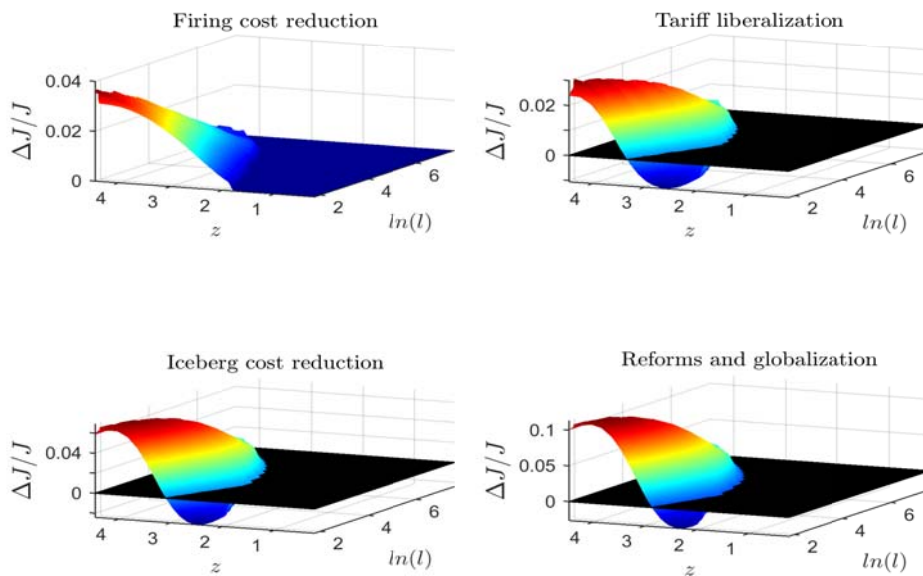 Firing cost reduction
Tariff liberalization
ΔJ/J
0.04
0.02
0
4
3
2
1
z
2
4
6
ln(l)
ΔJ/J
0.02
0
4
3
2
1
z
2
4
6
ln(l)
Iceberg cost reduction
Reforms and globalization
ΔJ/J
0.04
0
4
3
2
1
z
2
4
6
ln(l)
ΔJ/J
0.1
0.05
0
4
3
2
1
z
2
4
6
ln(l)